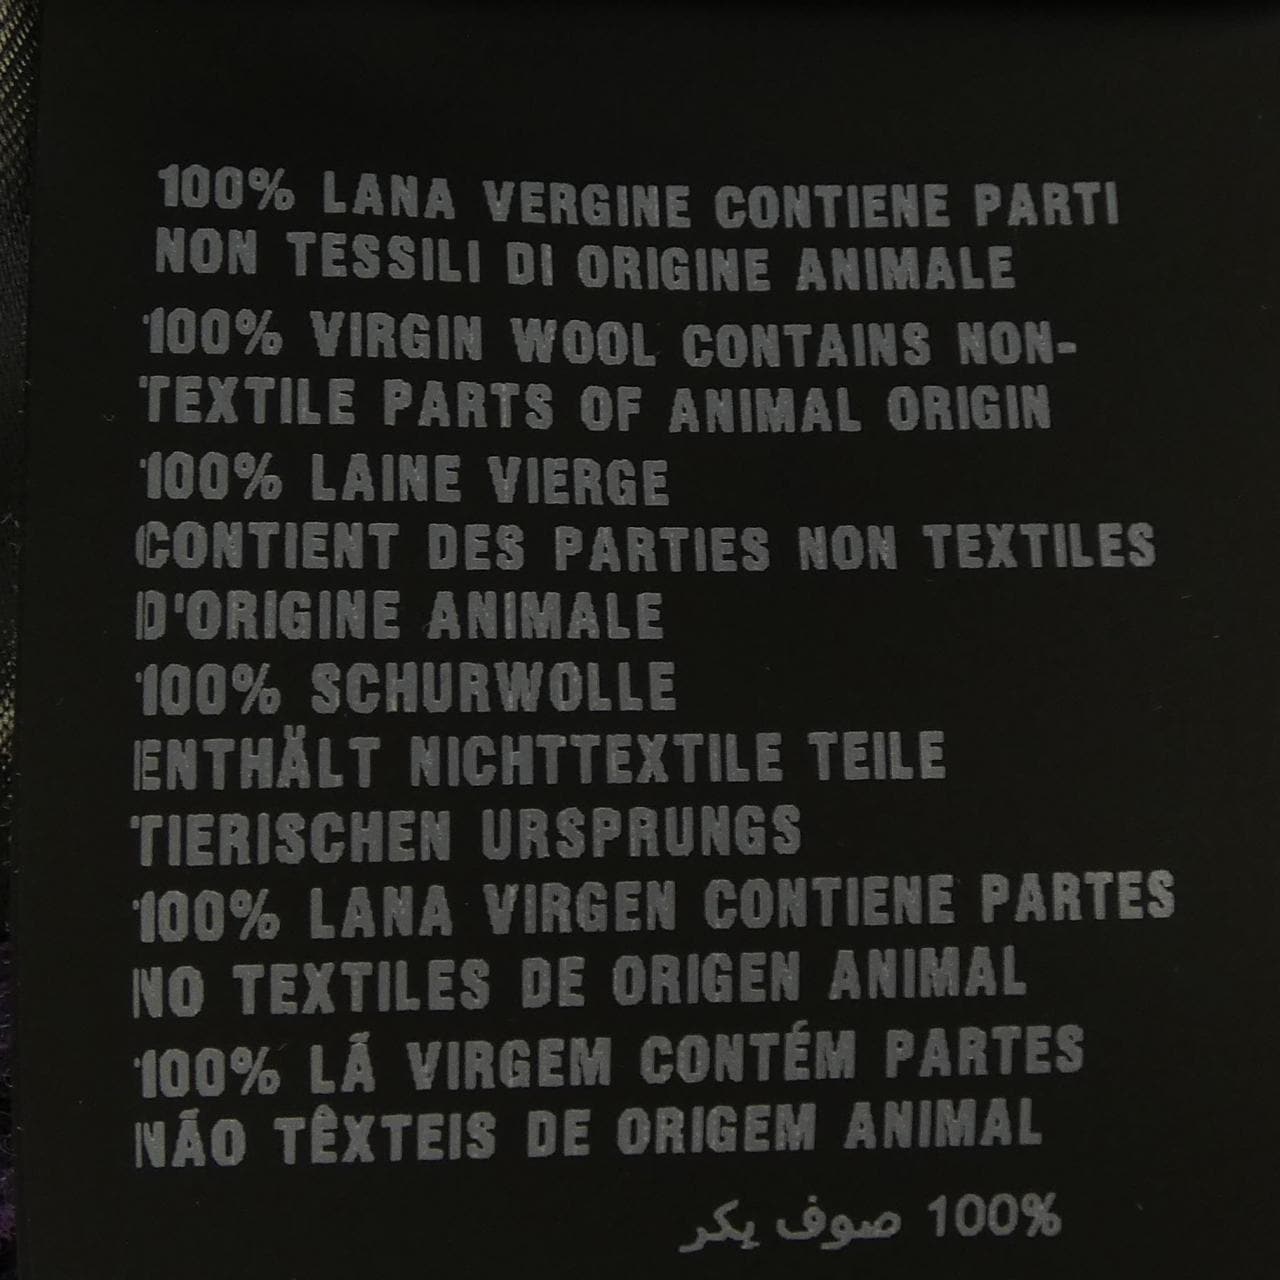 100% LANA VERGINE CONTIENE PARTI
NON TESSILI DI ORIGINE ANIMALE
100% VIRGIN WOOL CONTAINS NON-
TEXTILE PARTS OF ANIMAL ORIGIN
100% LAINE VIERGE
CONTIENT DES PARTIES NON TEXTILES
D'ORIGINE ANIMALE
100% SCHURWOLLE
ENTHÄLT NICHTTEXTILE TEILE
TIERISCHEN URSPRUNGS
100% LANA VIRGEN CONTIENE PARTES
NO TEXTILES DE ORIGEN ANIMAL
100% LÃ VIRGEM CONTÉM PARTES
NÃO TÊXTEIS DE ORIGEM ANIMAL
100% صوف بكر